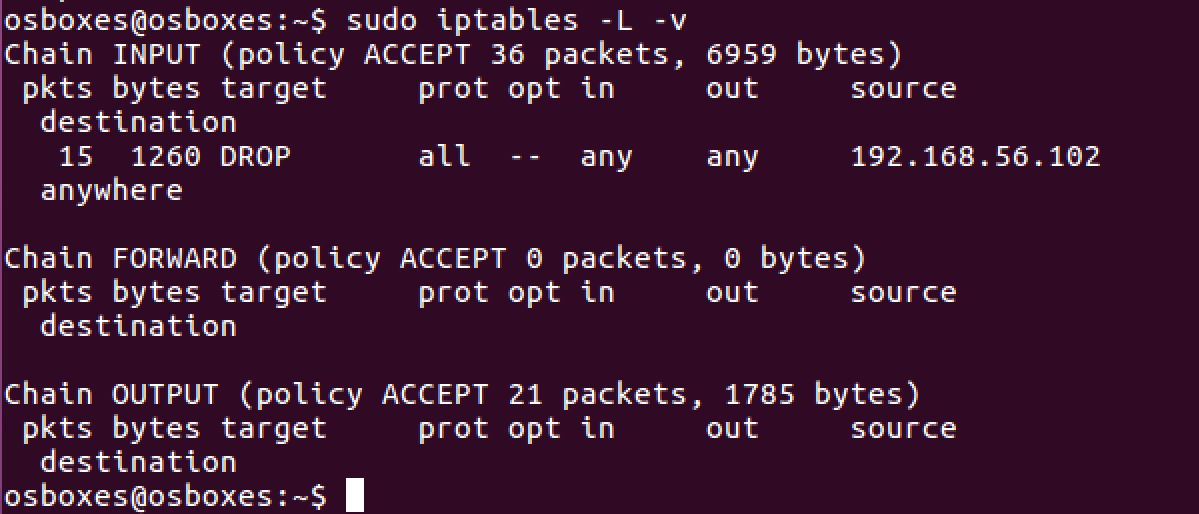 osboxes@osboxes:~$ sudo iptables -L -v
Chain INPUT (policy ACCEPT 36 packets, 6959 bytes)
 pkts bytes target     prot opt in     out     source
  destination
   15  1260 DROP       all  --  any    any     192.168.56.102
  anywhere
Chain FORWARD (policy ACCEPT 0 packets, 0 bytes)
 pkts bytes target     prot opt in     out     source
  destination
Chain OUTPUT (policy ACCEPT 21 packets, 1785 bytes)
 pkts bytes target     prot opt in     out     source
  destination
osboxes@osboxes:~$